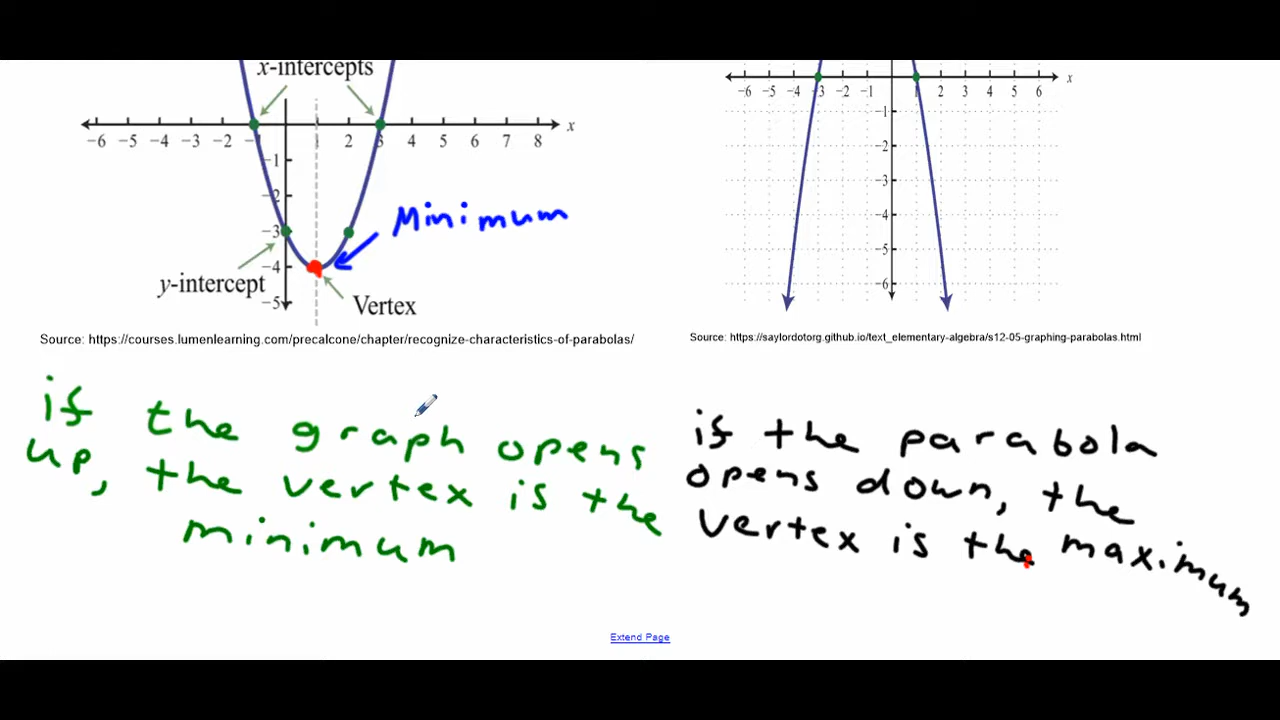 x-intercepts
x
-6 -5 -4 -3 -2 -1 1 2 3 4 5 6 7 8
-1
-2
-3
-4
-5
y-intercept
Vertex
Minimum
Source: https://courses.lumenlearning.com/precalcone/chapter/recognize-characteristics-of-parabolas/
if the graph opens
up, the vertex is the
minimum
x
-6 -5 -4 -3 -2 -1 1 2 3 4 5 6
-1
-2
-3
-4
-5
-6
Source: https://saylordotorg.github.io/text_elementary-algebra/s12-05-graphing-parabolas.html
if the parabola
opens down, the
vertex is the maximum
Extend Page